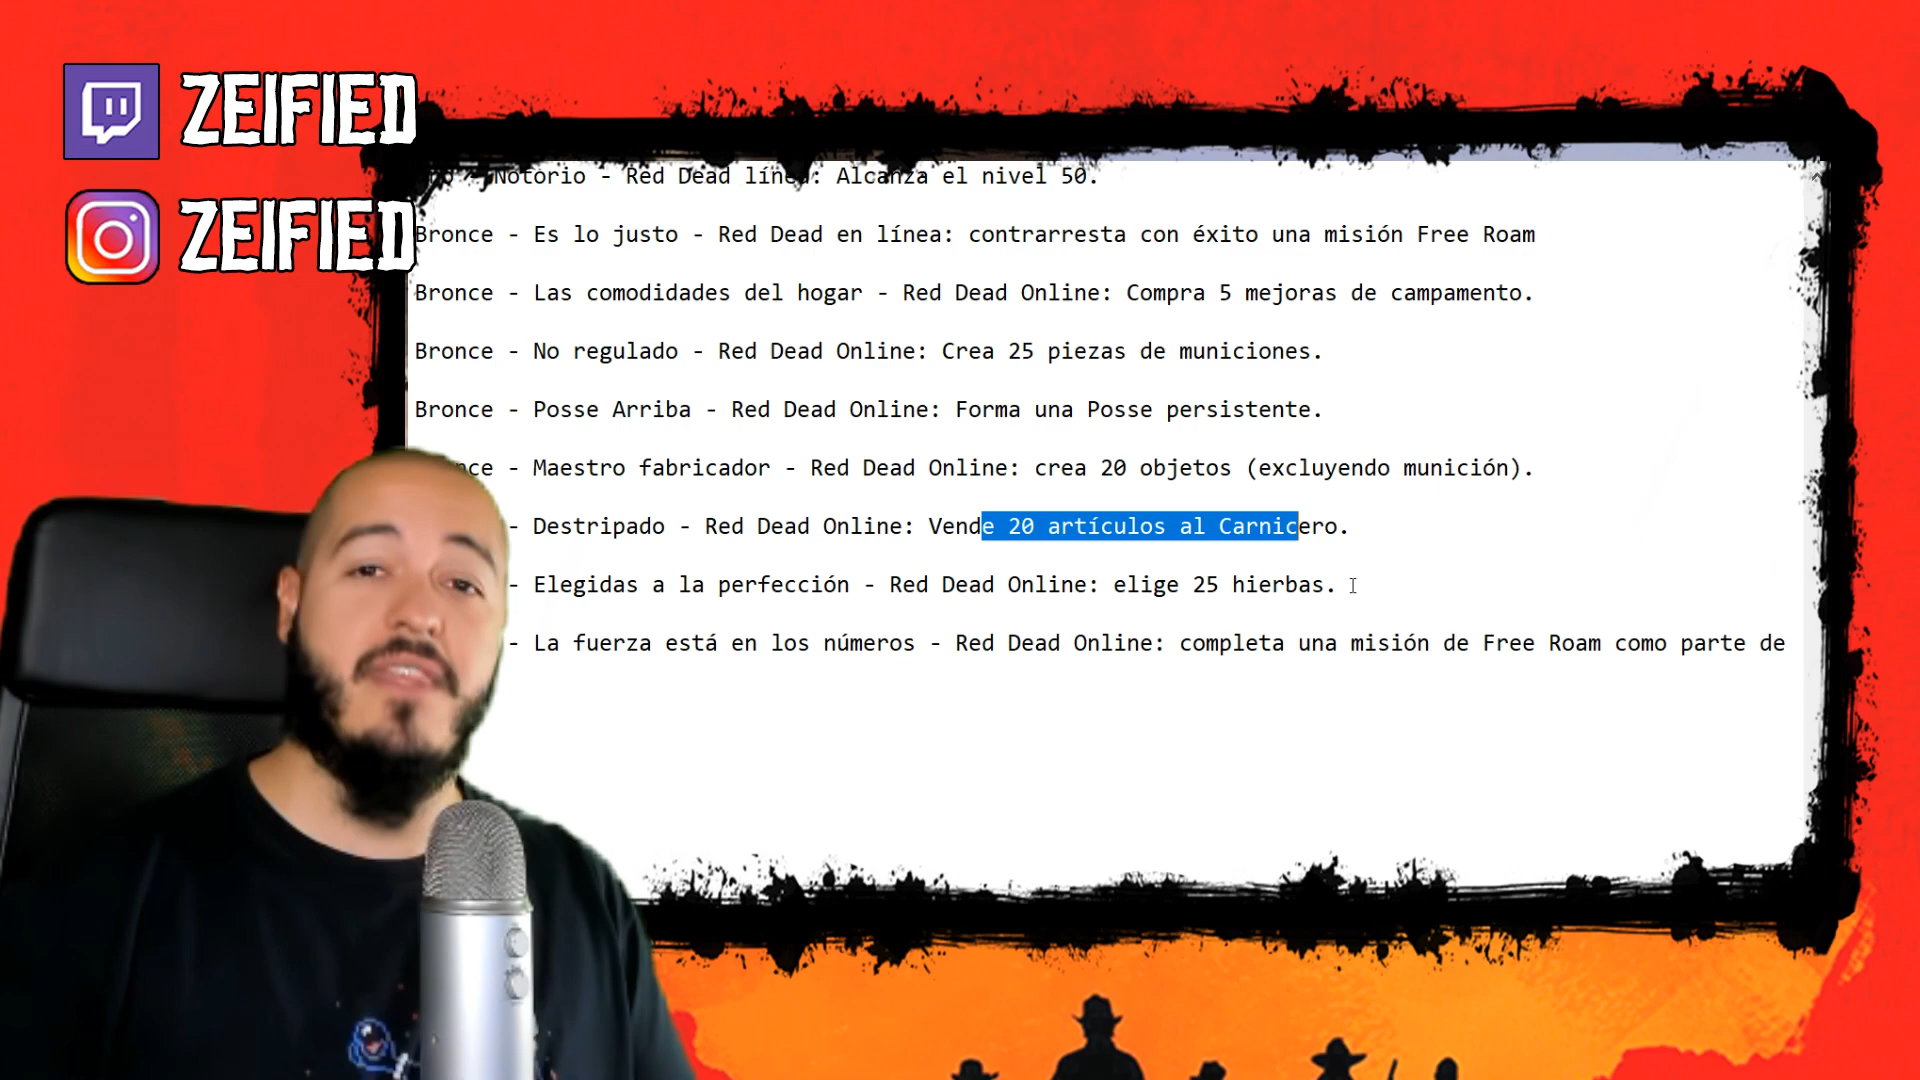 ZEIFIED
ZEIFIED
Notorio - Red Dead línea: Alcanza el nivel 50.
Bronce - Es lo justo - Red Dead en línea: contrarresta con éxito una misión Free Roam
Bronce - Las comodidades del hogar - Red Dead Online: Compra 5 mejoras de campamento.
Bronce - No regulado - Red Dead Online: Crea 25 piezas de municiones.
Bronce - Posse Arriba - Red Dead Online: Forma una Posse persistente.
nce - Maestro fabricador - Red Dead Online: crea 20 objetos (excluyendo munición).
- Destripado - Red Dead Online: Vende 20 artículos al Carnicero.
- Elegidas a la perfección - Red Dead Online: elige 25 hierbas.
- La fuerza está en los números - Red Dead Online: completa una misión de Free Roam como parte de